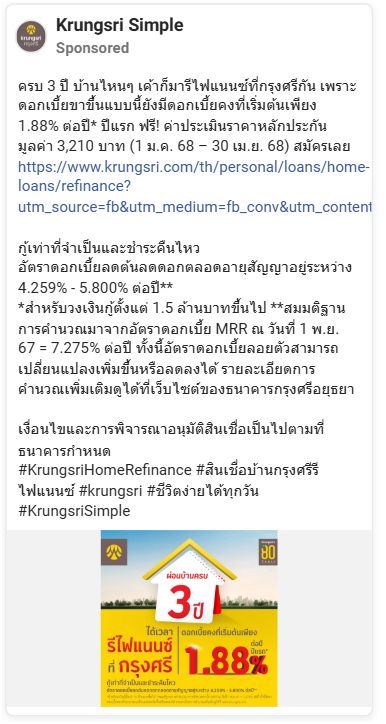 Krungsri Simple
Sponsored
krungsri
กรุงศรี
ครบ 3 ปี บ้านไหนๆ เค้าก็มารีไฟแนนซ์ที่กรุงศรีกัน เพราะ
ดอกเบี้ยขาขึ้นแบบนี้ยังมีดอกเบี้ยคงที่เริ่มต้นเพียง
1.88% ต่อปี* ปีแรก ฟรี! ค่าประเมินราคาหลักประกัน
มูลค่า 3,210 บาท (1 ม.ค. 68 – 30 เม.ย. 68) สมัครเลย
https://www.krungsri.com/th/personal/loans/home-
loans/refinance?
utm_source=fb&utm_medium=fb_conv&utm_content
กู้เท่าที่จำเป็นและชำระคืนไหว
อัตราดอกเบี้ยลดต้นลดดอกตลอดอายุสัญญาอยู่ระหว่าง
4.259% - 5.800% ต่อปี**
*สำหรับวงเงินกู้ตั้งแต่ 1.5 ล้านบาทขึ้นไป **สมมติฐาน
การคำนวณมาจากอัตราดอกเบี้ย MRR ณ วันที่ 1 พ.ย.
67 = 7.275% ต่อปี ทั้งนี้อัตราดอกเบี้ยลอยตัวสามารถ
เปลี่ยนแปลงเพิ่มขึ้นหรือลดลงได้ รายละเอียดการ
คำนวณเพิ่มเติมดูได้ที่เว็บไซต์ของธนาคารกรุงศรีอยุธยา
เงื่อนไขและการพิจารณาอนุมัติสินเชื่อเป็นไปตามที่
ธนาคารกำหนด
#KrungsriHomeRefinance #สินเชื่อบ้านกรุงศรีรี
ไฟแนนซ์ #krungsri #ชีวิตง่ายได้ทุกวัน
#KrungsriSimple
ผ่อนบ้านครบ
3 ปี
ได้เวลา
รีไฟแนนซ์
ที่ กรุงศรี
ดอกเบี้ยคงที่เริ่มต้นเพียง
1.88%
ต่อปี
ปีแรก*
กู้เท่าที่จำเป็นและชำระคืนไหว